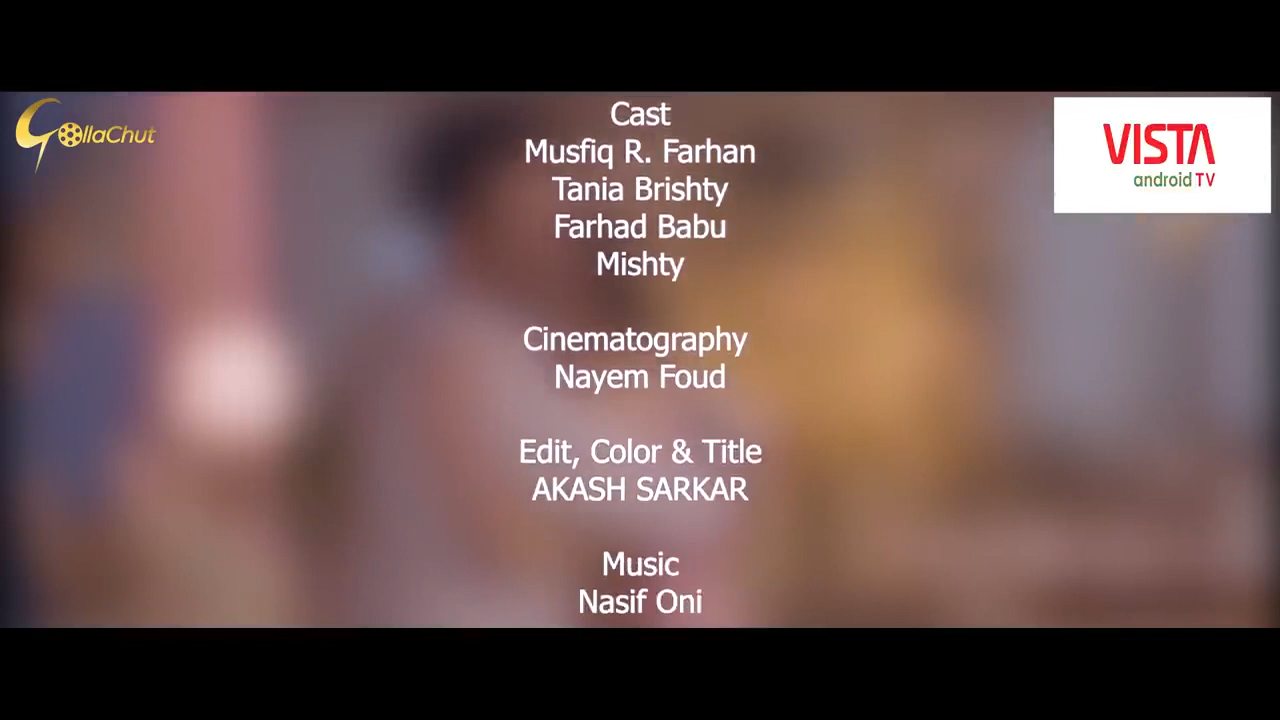 GollaChut
VISTA
android TV
Cast
Musfiq R. Farhan
Tania Brishty
Farhad Babu
Mishty
Cinematography
Nayem Foud
Edit, Color & Title
AKASH SARKAR
Music
Nasif Oni